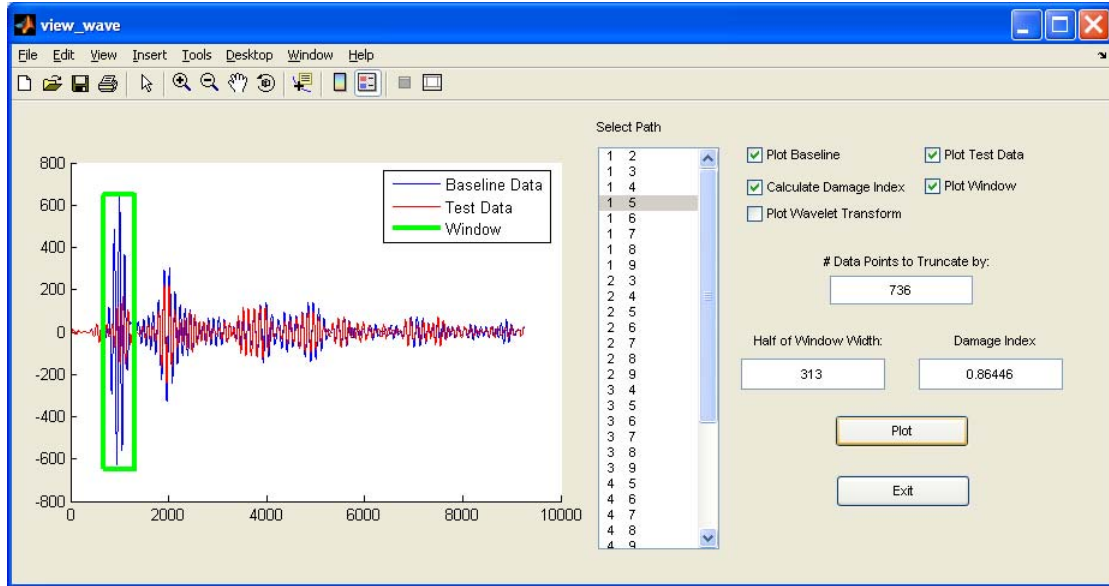 view_wave
File Edit View Insert Tools Desktop Window Help
Select Path
800
600
400
200
0
-200
-400
-600
-800
0 2000 4000 6000 8000 10000
Baseline Data
Test Data
Window
1 2
1 3
1 4
1 5
1 6
1 7
1 8
1 9
2 3
2 4
2 5
2 6
2 7
2 8
2 9
3 4
3 5
3 6
3 7
3 8
3 9
4 5
4 6
4 7
4 8
4 9
Plot Baseline
Plot Test Data
Calculate Damage Index
Plot Window
Plot Wavelet Transform
# Data Points to Truncate by:
736
Half of Window Width:
Damage Index
313
0.86446
Plot
Exit